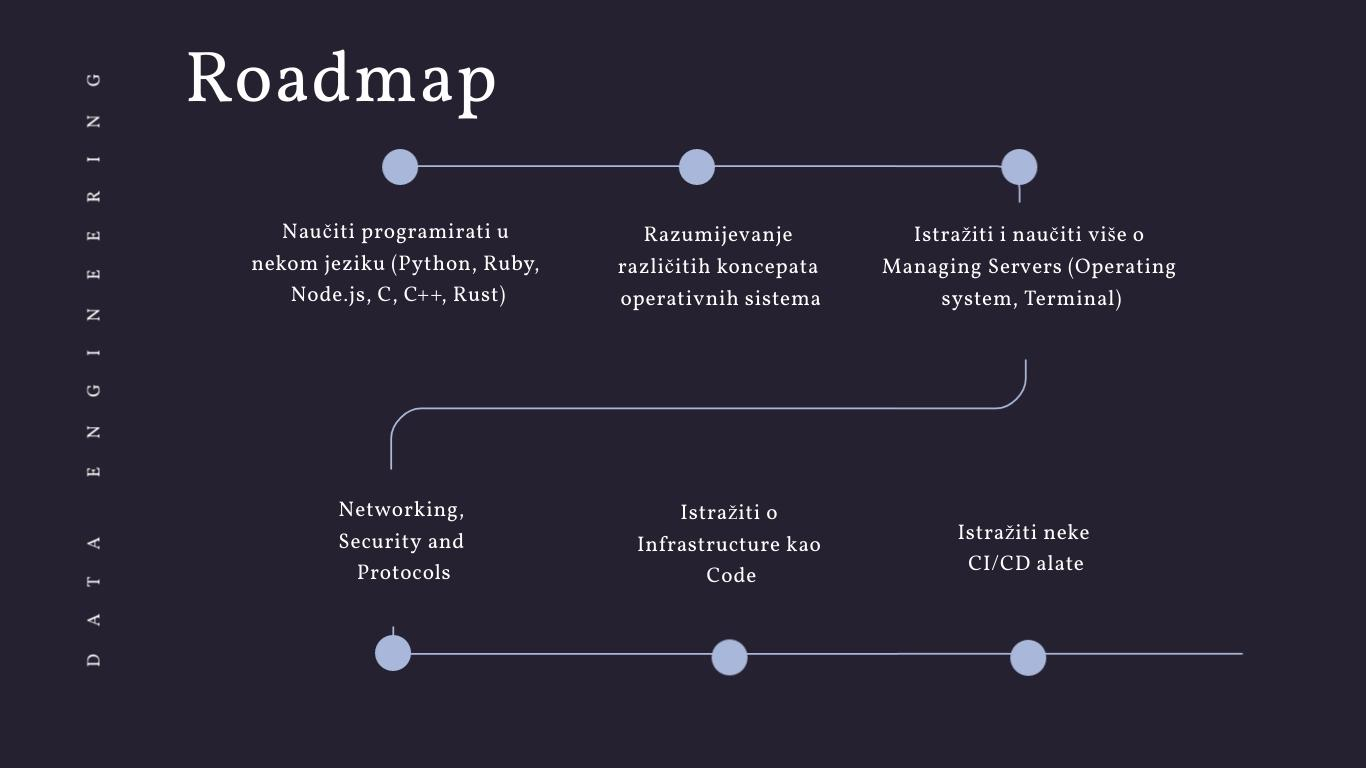 Roadmap
DATA ENGINEERING
Naučiti programirati u
nekom jeziku (Python, Ruby,
Node.js, C, C++, Rust)
Razumijevanje
različitih koncepata
operativnih sistema
Istražiti i naučiti više o
Managing Servers (Operating
system, Terminal)
Networking,
Security and
Protocols
Istražiti o
Infrastructure kao
Code
Istražiti neke
CI/CD alate